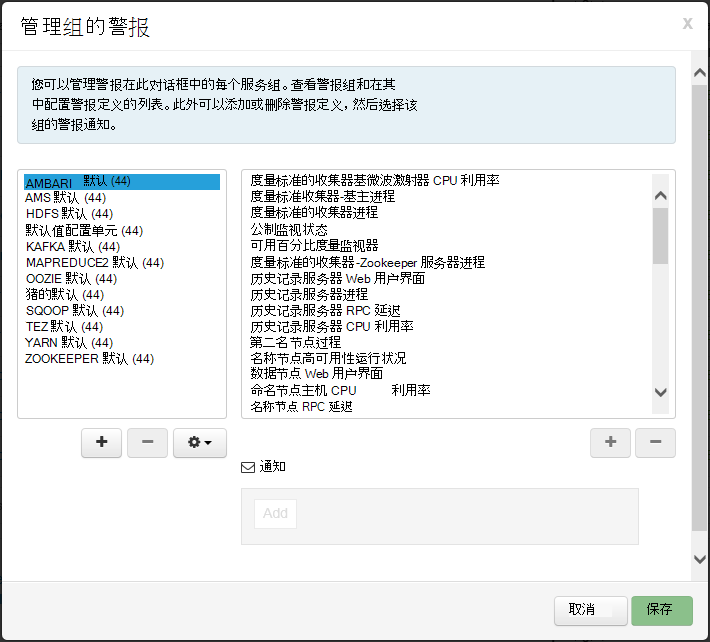 管理组的警报
x
您可以管理警报在此对话框中的每个服务组。查看警报组和在其
中配置警报定义的列表。此外可以添加或删除警报定义，然后选择该
组的警报通知。
AMBARI 默认 (44)
AMS 默认 (44)
HDFS 默认 (44)
默认值配置单元 (44)
KAFKA 默认 (44)
MAPREDUCE2 默认 (44)
OOZIE 默认 (44)
猪的默认 (44)
SQOOP 默认 (44)
TEZ 默认 (44)
YARN 默认 (44)
ZOOKEEPER 默认 (44)
度量标准的收集器基微波激射器 CPU 利用率
度量标准收集器-基主进程
度量标准的收集器进程
公制监视状态
可用百分比度量监视器
度量标准的收集器-Zookeeper 服务器进程
历史记录服务器 Web 用户界面
历史记录服务器进程
历史记录服务器 RPC 延迟
历史记录服务器 CPU 利用率
第二名节点过程
名称节点高可用性运行状况
数据节点 Web 用户界面
命名节点主机 CPU 利用率
名称节点 RPC 延迟
通知
Add
取消
保存